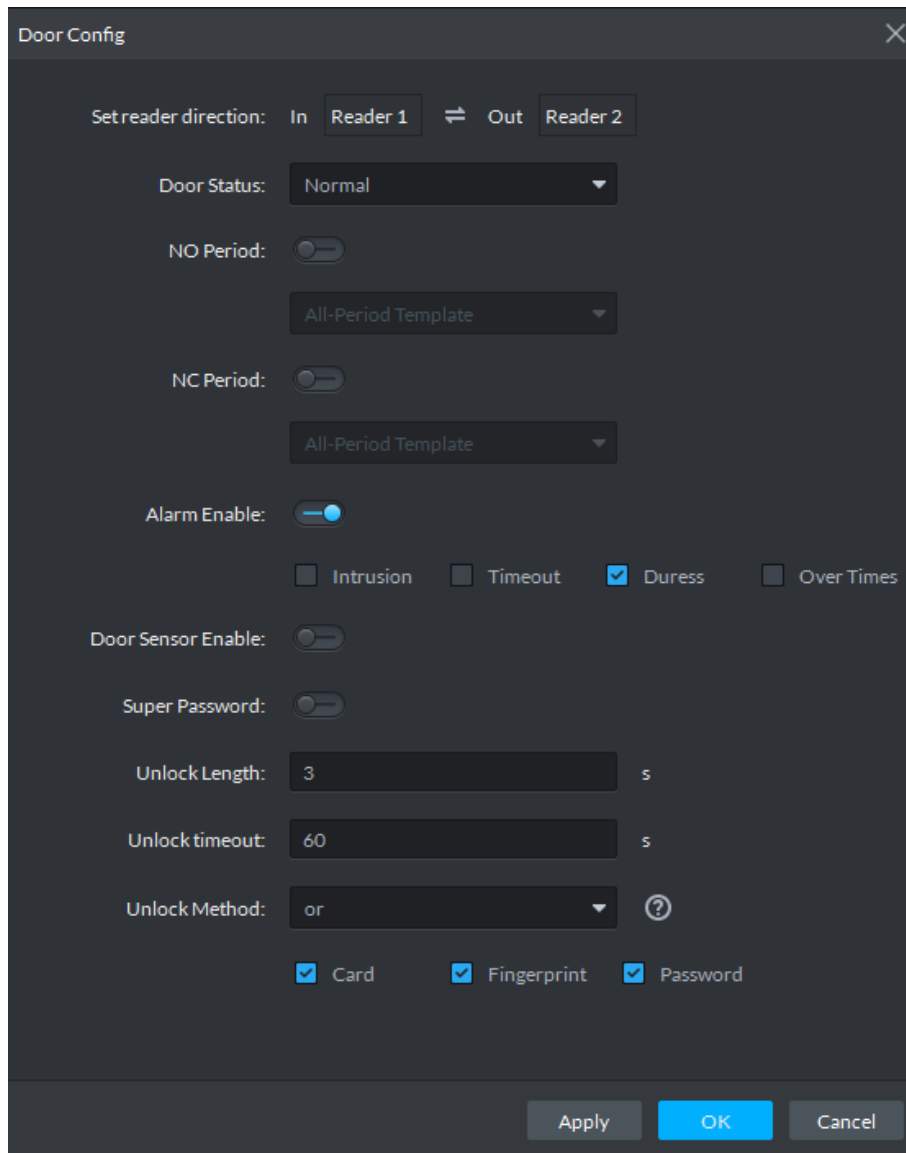 Door Config
Set reader direction: In Reader 1 ⇌ Out Reader 2
Door Status: Normal
NO Period:
All-Period Template
NC Period:
All-Period Template
Alarm Enable:
Intrusion Timeout Duress Over Times
Door Sensor Enable:
Super Password:
Unlock Length: 3 s
Unlock timeout: 60 s
Unlock Method: or ?
Card Fingerprint Password
Apply OK Cancel